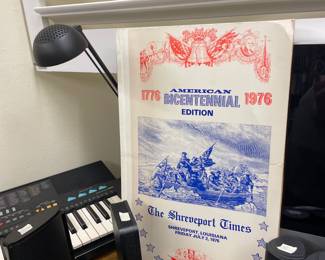 AMERICAN
1776 BICENTENNIAL 1976
EDITION
The Shreveport Times
SHREVEPORT, LOUISIANA
FRIDAY JULY 2, 1976